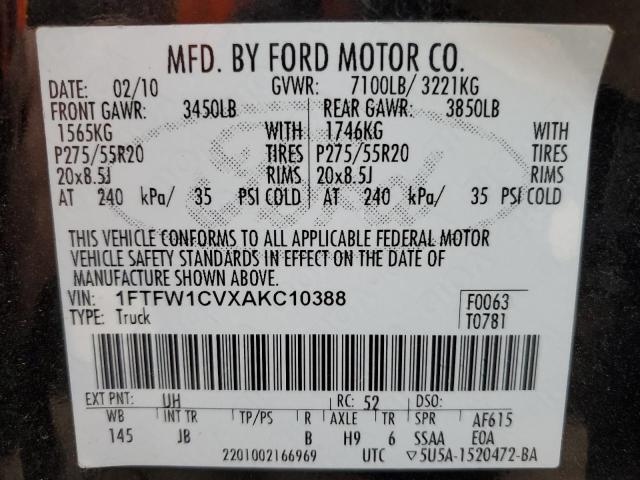 MFD. BY FORD MOTOR CO.
DATE: 02/10 GVWR: 7100LB/ 3221KG
FRONT GAWR: 3450LB REAR GAWR: 3850LB
1565KG WITH 1746KG WITH
P275/55R20 TIRES P275/55R20 TIRES
20x8.5J RIMS 20x8.5J RIMS
AT 240 kPa/ 35 PSI COLD AT 240 kPa/ 35 PSI COLD
THIS VEHICLE CONFORMS TO ALL APPLICABLE FEDERAL MOTOR
VEHICLE SAFETY STANDARDS IN EFFECT ON THE DATE OF
MANUFACTURE SHOWN ABOVE.
VIN: 1FTFW1CVXAKC10388 F0063
TYPE: Truck T0781
EXT PNT: UH RC: 52 DSO:
WB INT TR TP/PS R AXLE TR SPR AF615
145 JB B H9 6 SSAA E0A
2201002166969 UTC ▽5U5A-1520472-BA